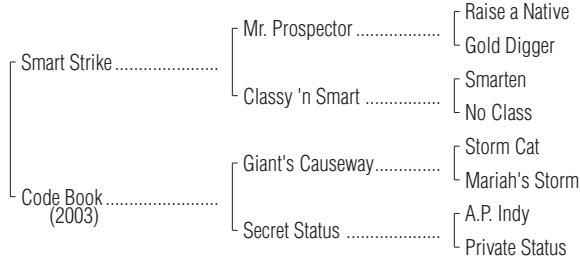 Raise a Native
Mr. Prospector ..................
Gold Digger
Smart Strike ......................
Smarten
Classy 'n Smart ................
No Class
Storm Cat
Giant's Causeway..............
Mariah's Storm
Code Book ........................
(2003)
A.P. Indy
Secret Status ....................
Private Status